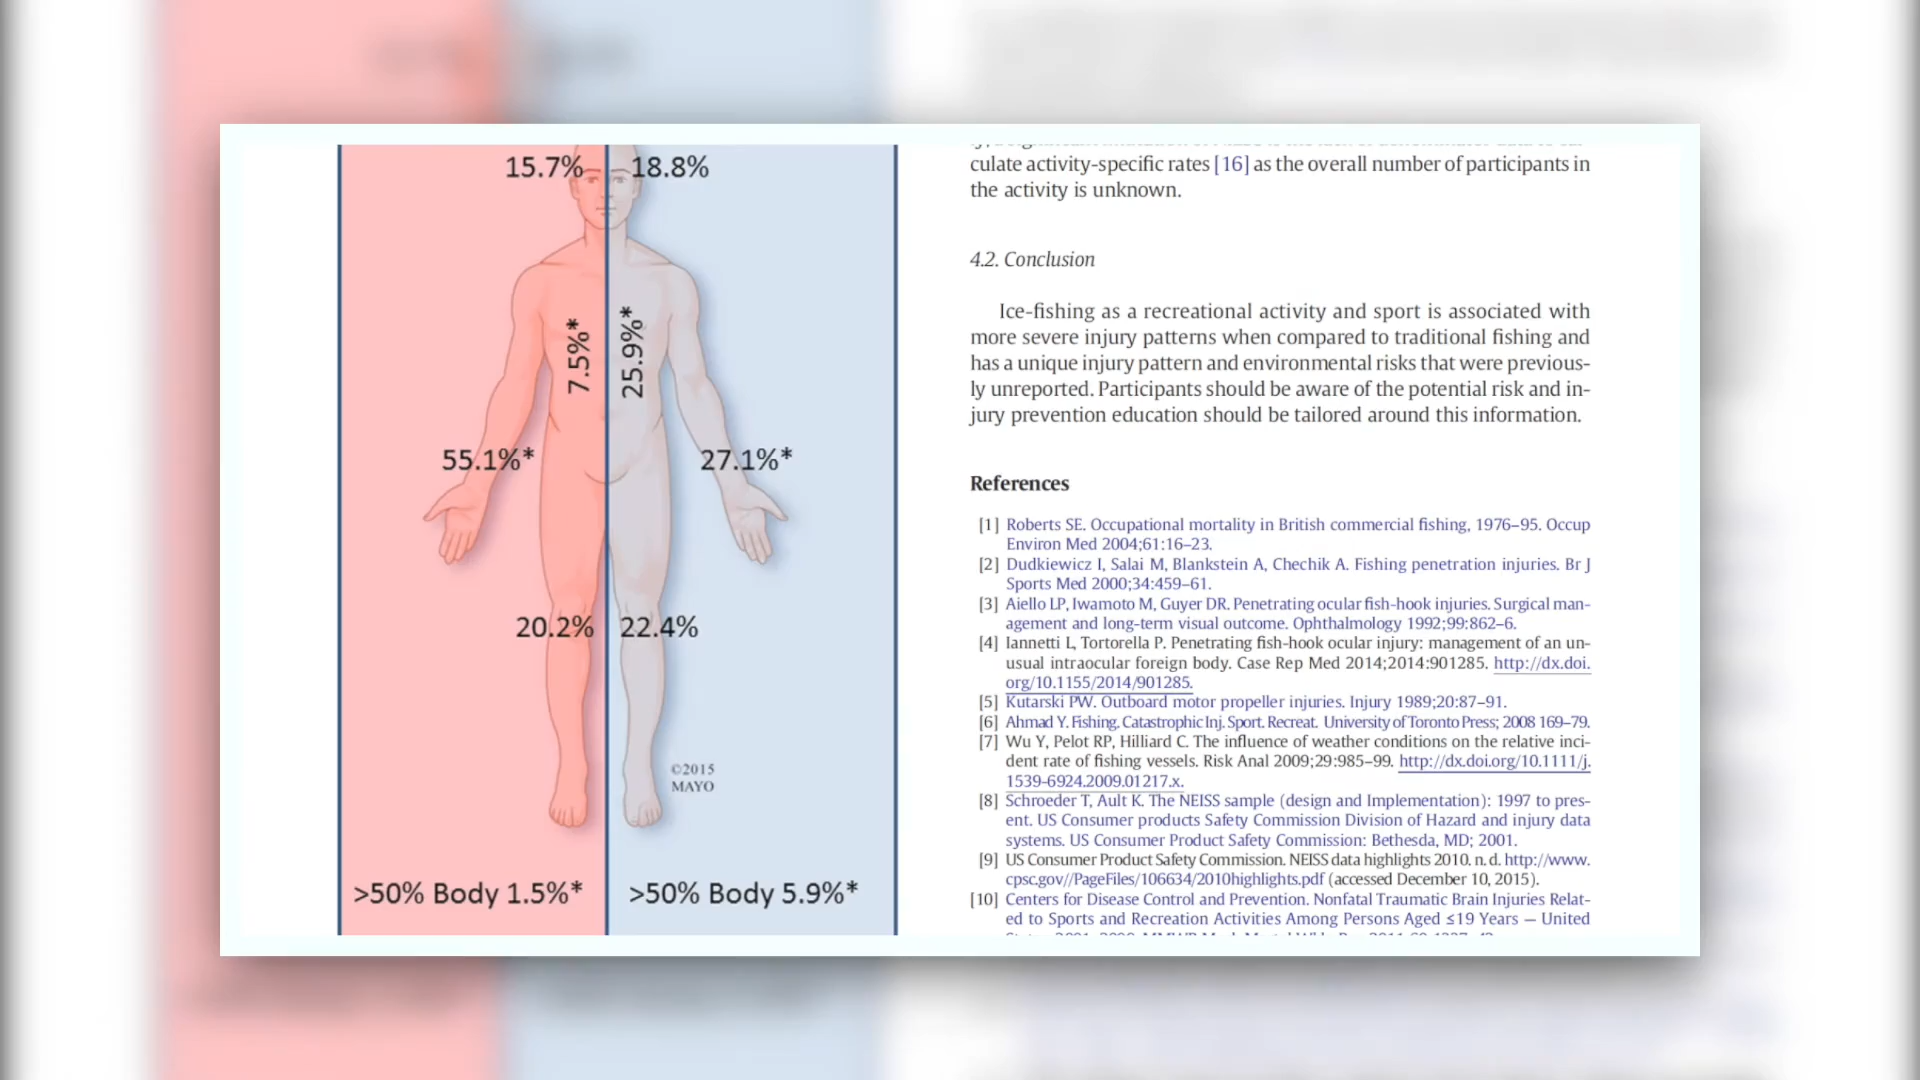 15.7%
18.8%
7.5%*
25.9%*
55.1%*
27.1%*
20.2%
22.4%
©2015
MAYO
>50% Body 1.5%*
>50% Body 5.9%*
culate activity-specific rates [16] as the overall number of participants in
the activity is unknown.
4.2. Conclusion
Ice-fishing as a recreational activity and sport is associated with
more severe injury patterns when compared to traditional fishing and
has a unique injury pattern and environmental risks that were previous-
ly unreported. Participants should be aware of the potential risk and in-
jury prevention education should be tailored around this information.
References
[1] Roberts SE. Occupational mortality in British commercial fishing, 1976–95. Occup
Environ Med 2004;61:16–23.
[2] Dudkiewicz I, Salai M, Blankstein A, Chechik A. Fishing penetration injuries. Br J
Sports Med 2000;34:459–61.
[3] Aiello LP, Iwamoto M, Guyer DR. Penetrating ocular fish-hook injuries. Surgical man-
agement and long-term visual outcome. Ophthalmology 1992;99:862–6.
[4] Iannetti L, Tortorella P. Penetrating fish-hook ocular injury: management of an un-
usual intraocular foreign body. Case Rep Med 2014;2014:901285. http://dx.doi.
org/10.1155/2014/901285.
[5] Kutarski PW. Outboard motor propeller injuries. Injury 1989;20:87–91.
[6] Ahmad Y. Fishing. Catastrophic Inj. Sport. Recreat. University of Toronto Press; 2008 169–79.
[7] Wu Y, Pelot RP, Hilliard C. The influence of weather conditions on the relative inci-
dent rate of fishing vessels. Risk Anal 2009;29:985–99. http://dx.doi.org/10.1111/j.
1539-6924.2009.01217.x.
[8] Schroeder T, Ault K. The NEISS sample (design and Implementation): 1997 to pres-
ent. US Consumer products Safety Commission Division of Hazard and injury data
systems. US Consumer Product Safety Commission: Bethesda, MD; 2001.
[9] US Consumer Product Safety Commission. NEISS data highlights 2010. n. d. http://www.
cpsc.gov//PageFiles/106634/2010highlights.pdf (accessed December 10, 2015).
[10] Centers for Disease Control and Prevention. Nonfatal Traumatic Brain Injuries Relat-
ed to Sports and Recreation Activities Among Persons Aged ≤19 Years — United